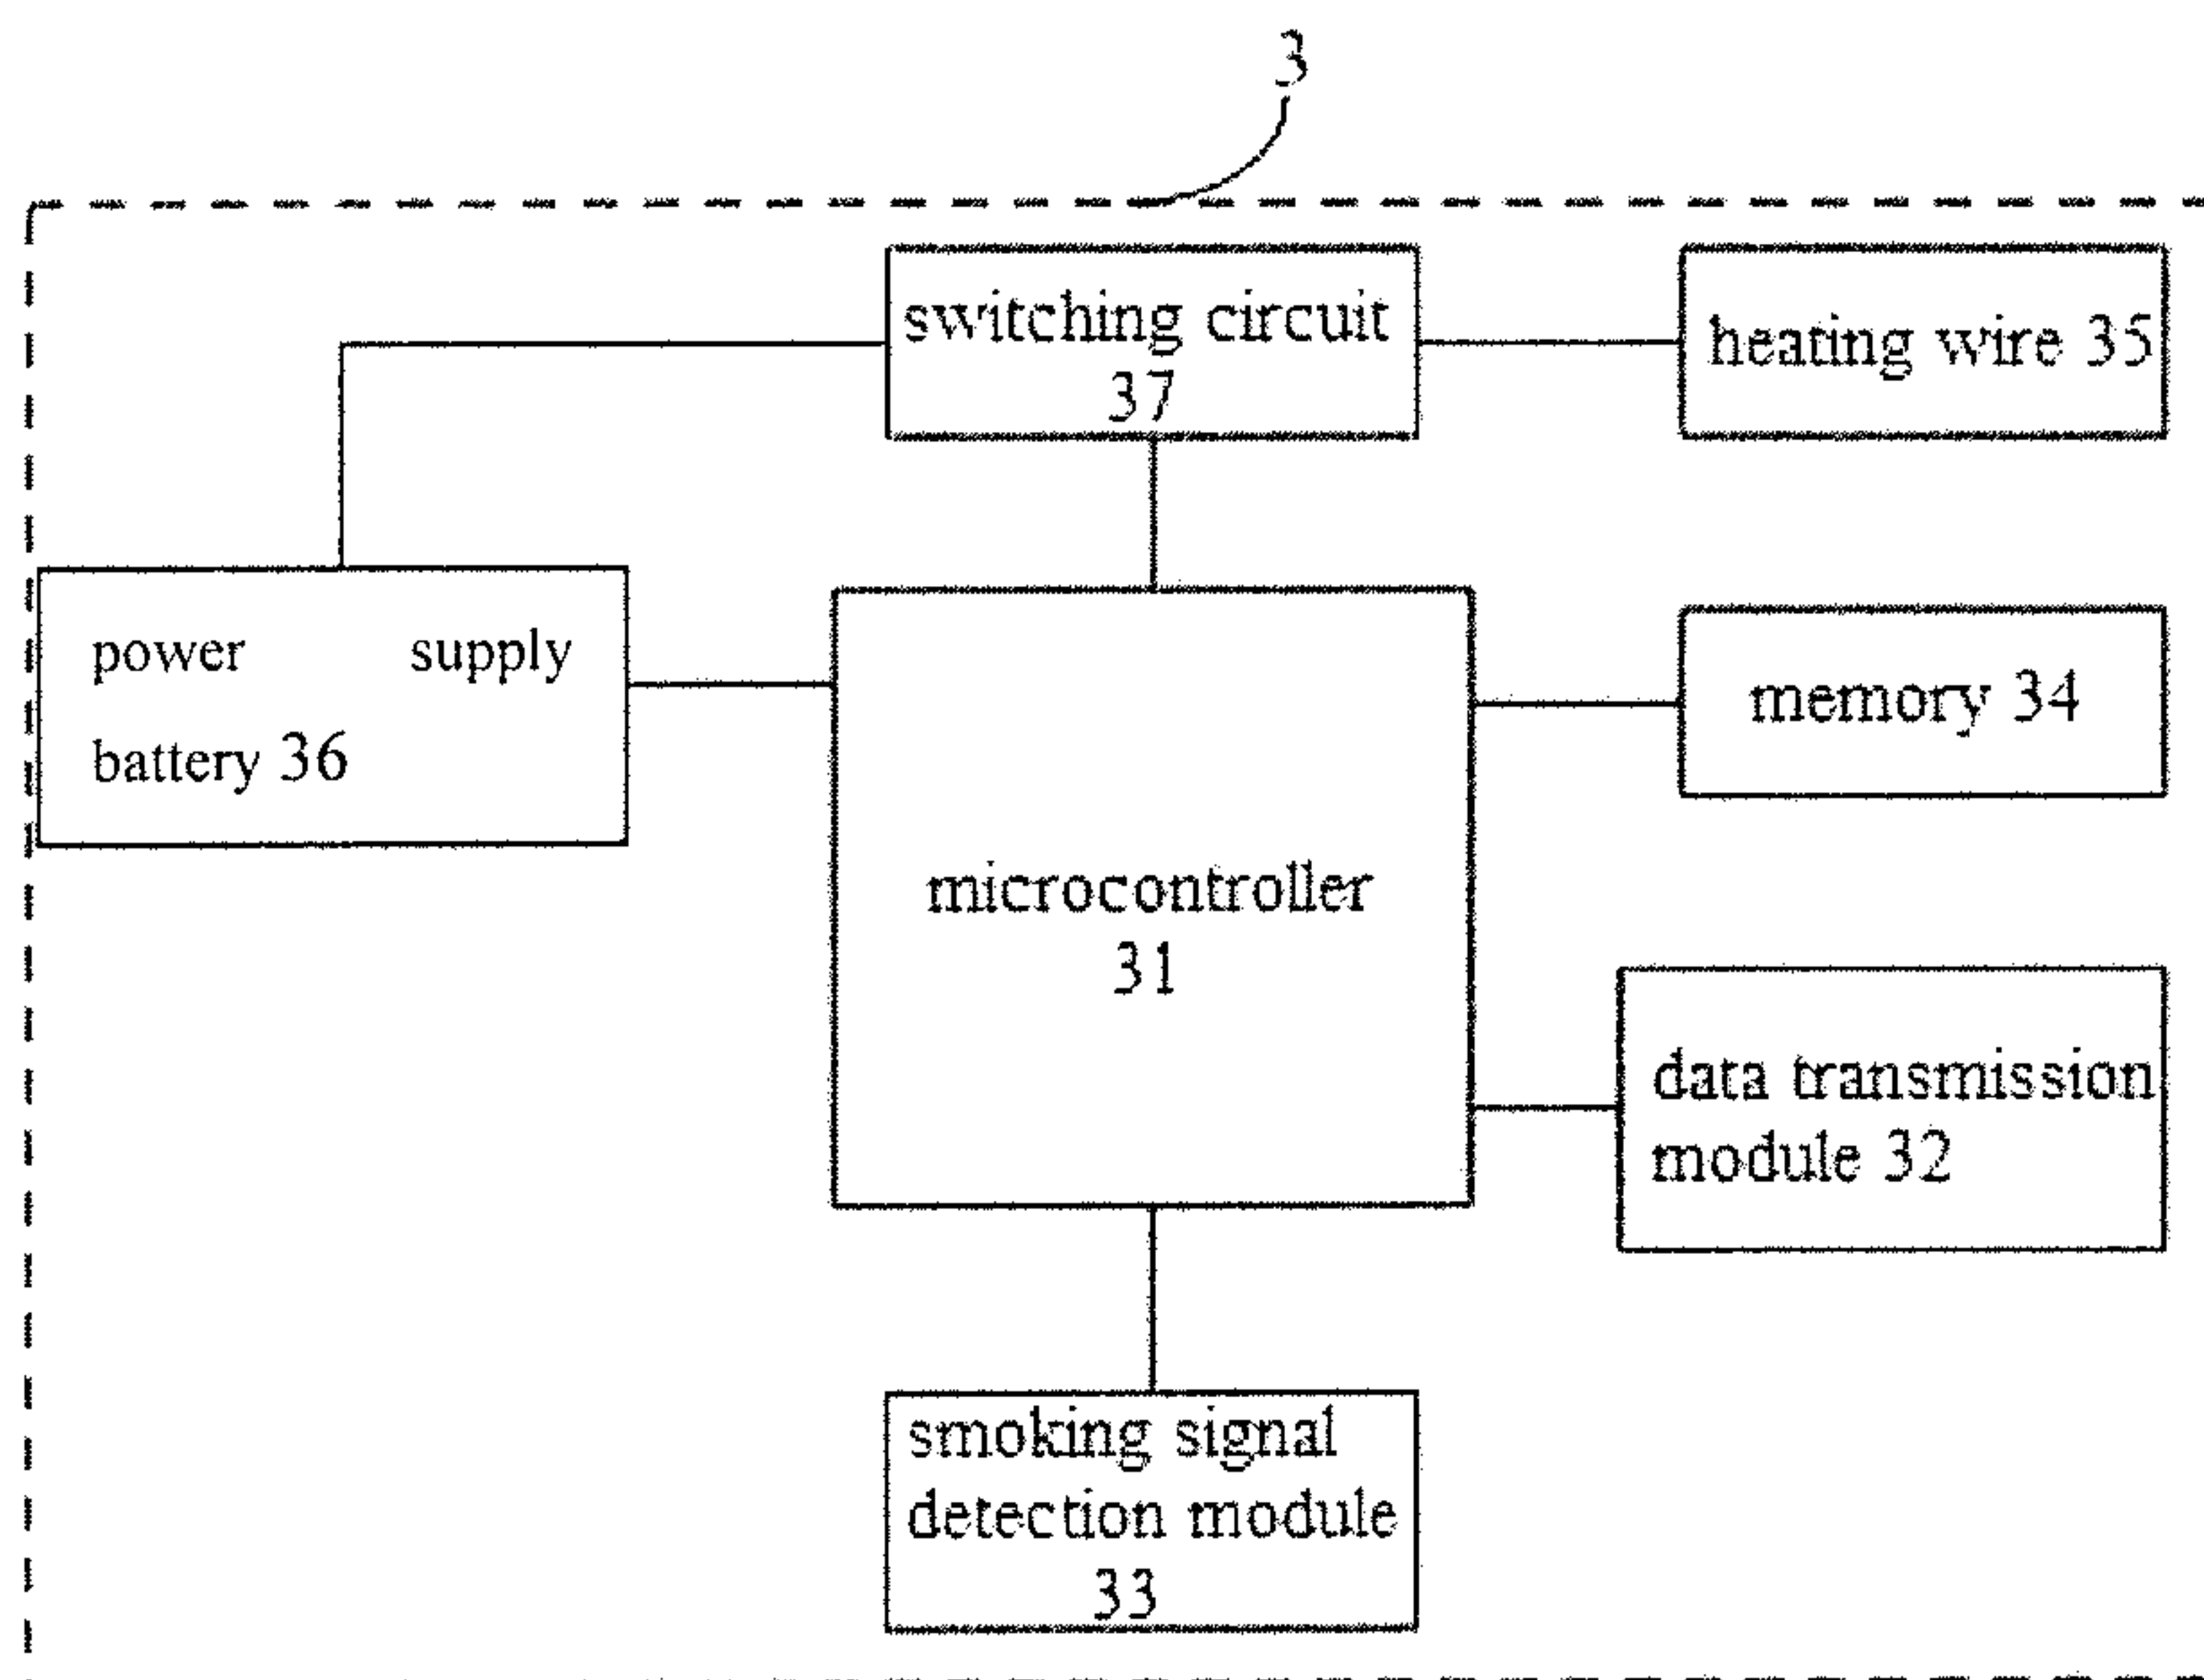 3
switching circuit
37
heating wire 35
power supply
battery 36
memory 34
microcontroller
31
data transmission
module 32
smoking signal
detection module
33